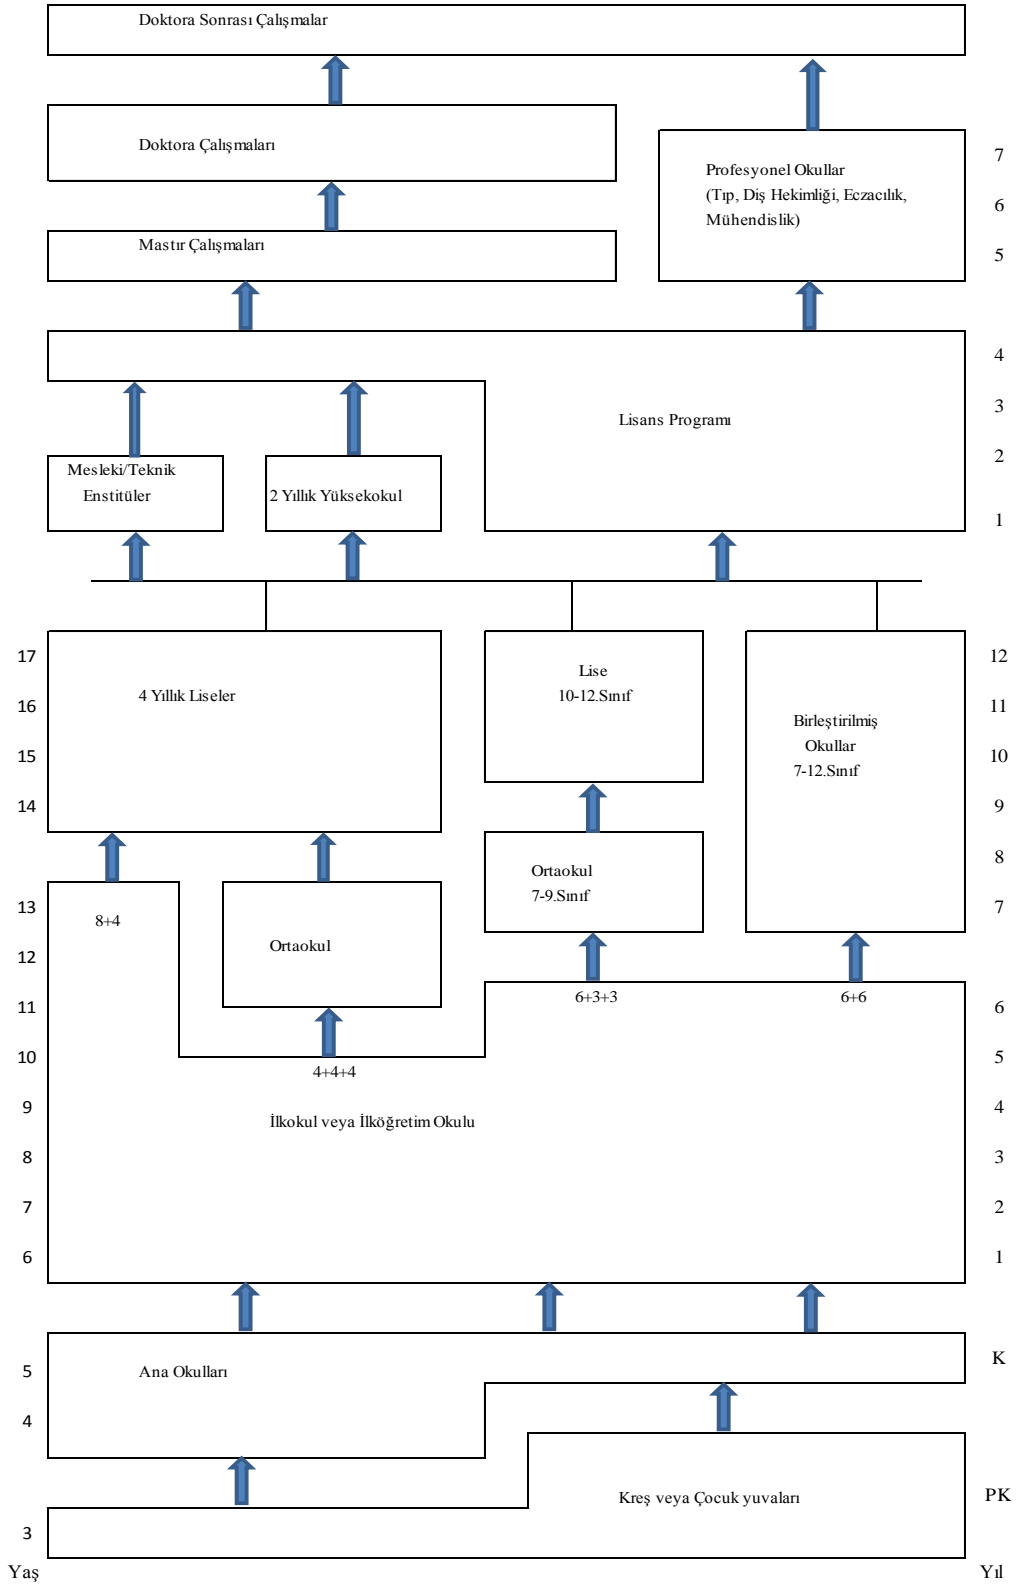 Doktora Sonrası Çalışmalar
Doktora Çalışmaları
7
Profesyonel Okullar
(Tıp, Diş Hekimliği, Eczacılık,
6
Mühendislik)
Mastır Çalışmaları
5
4
3
Lisans Programı
2
Mesleki/Teknik
Enstitüler
2 Yıllık Yüksekokul
1
17
12
Lise
10-12.Sınıf
16
4 Yıllık Liseler
11
Birleştirilmiş
Okullar
7-12.Sınıf
15
10
14
9
8
Ortaokul
7-9.Sınıf
13
7
8+4
12
Ortaokul
6+3+3
6+6
11
6
10
5
4+4+4
9
4
İlkokul veya İlköğretim Okulu
8
3
7
2
6
1
K
5
Ana Okulları
4
Kreş veya Çocuk yuvaları
PK
3
Yaş
Yıl